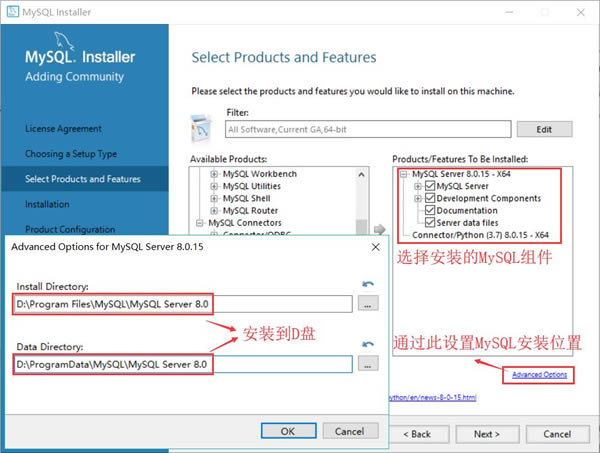 MySQL Installer
MySQL. Installer
Adding Community
License Agreement
Choosing a Setup Type
Select Products and Features
Installation
Product Configuration
Select Products and Features
Please select the products and features you would like to install on this machine.
Filter:
All Software,Current GA,64-bit
Edit
Available Products:
MySQL Workbench
MySQL Utilities
MySQL Shell
MySQL Router
MySQL Connectors
Connector/ODBC
Products/Features To Be Installed:
MySQL Server 8.0.15 - X64
MySQL Server
Development Components
Documentation
Server data files
Connector/Python (3.7) 8.0.15 - X64
选择安装的MySQL组件
通过此设置MySQL安装位置
Advanced Options
ython/en/news-8-0-15.html
< Back
Next >
Cancel
Advanced Options for MySQL Server 8.0.15
Install Directory:
D:\Program Files\MySQL\MySQL Server 8.0
...
安装到D盘
Data Directory:
D:\ProgramData\MySQL\MySQL Server 8.0
...
OK
Cancel